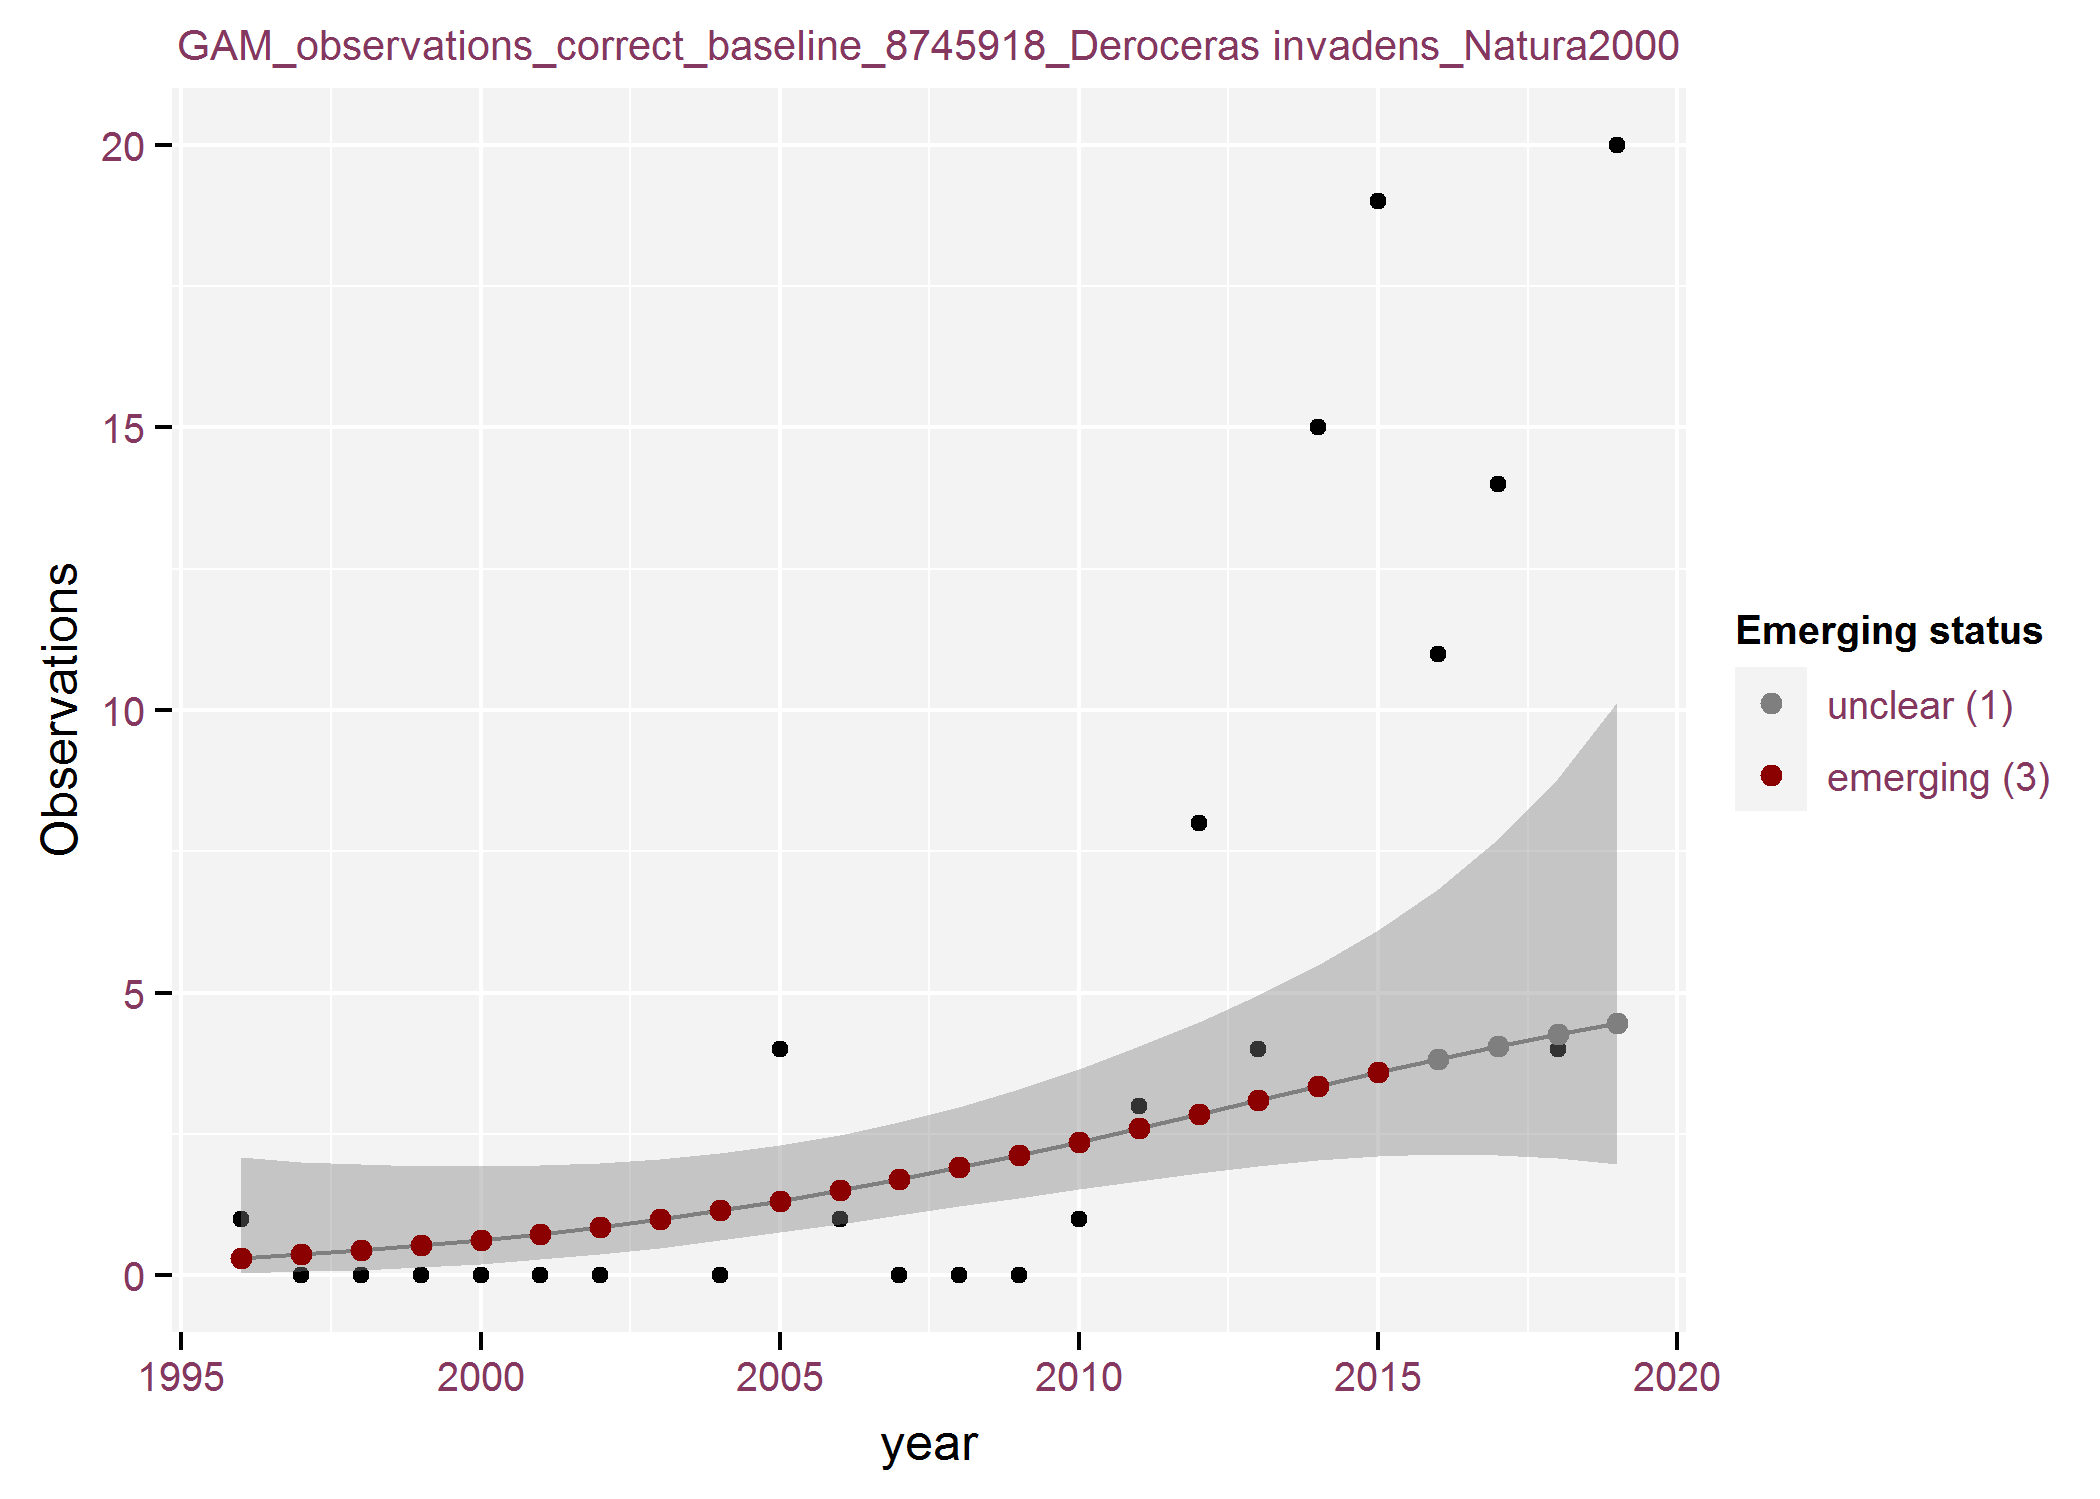 GAM_observations_correct_baseline_8745918_Deroceras invadens_Natura2000
20
15
10
5
0
Observations
1995 2000 2005 2010 2015 2020
year
Emerging status
unclear (1)
emerging (3)